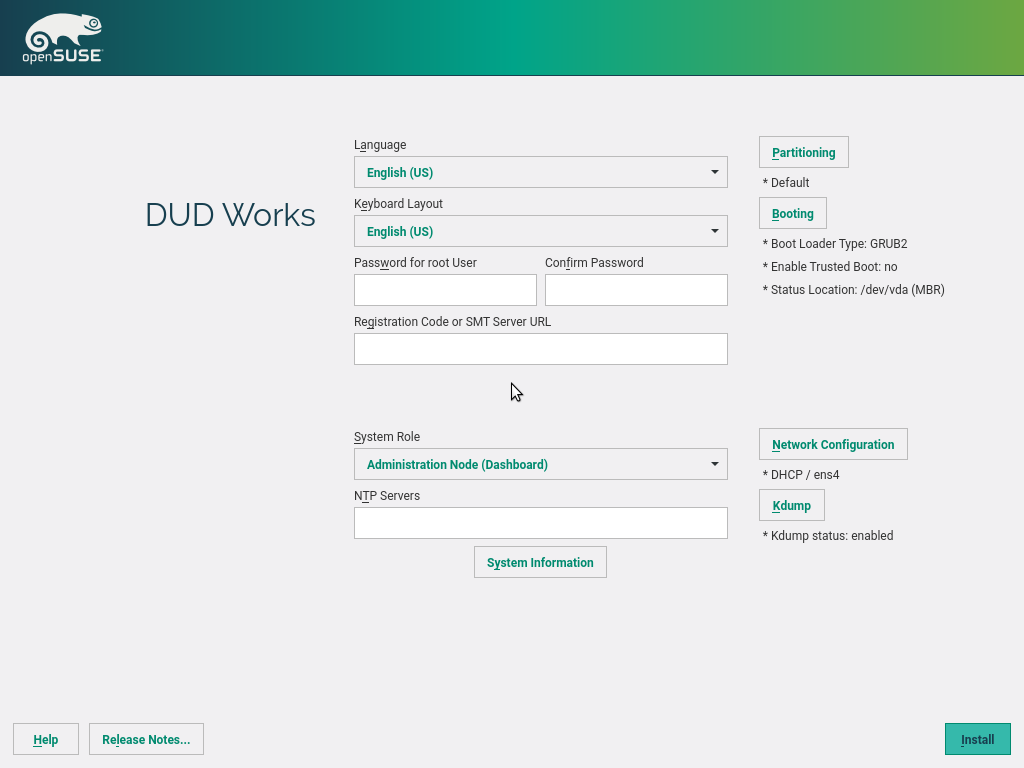 openSUSE
DUD Works
Language
English (US)
Keyboard Layout
English (US)
Password for root User
Confirm Password
Registration Code or SMT Server URL
System Role
Administration Node (Dashboard)
NTP Servers
System Information
Partitioning
* Default
Booting
* Boot Loader Type: GRUB2
* Enable Trusted Boot: no
* Status Location: /dev/vda (MBR)
Network Configuration
* DHCP / ens4
Kdump
* Kdump status: enabled
Help
Release Notes...
Install